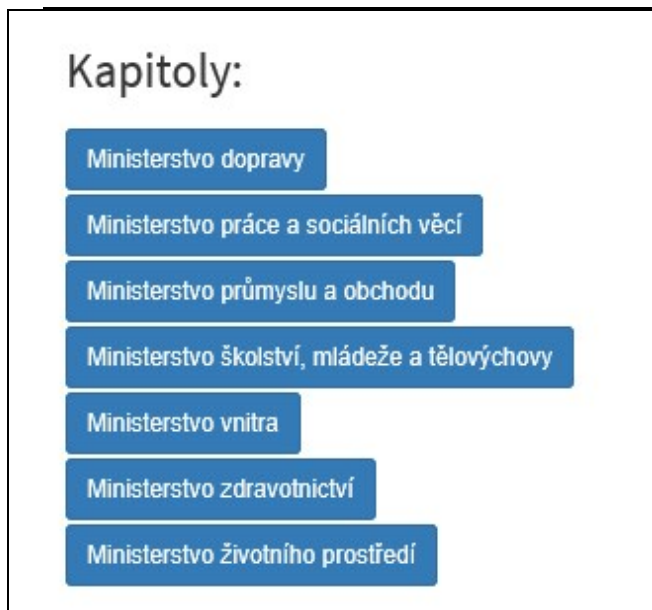 Kapitoly:
Ministerstvo dopravy
Ministerstvo práce a sociálních věcí
Ministerstvo průmyslu a obchodu
Ministerstvo školství, mládeže a tělovýchovy
Ministerstvo vnitra
Ministerstvo zdravotnictví
Ministerstvo životního prostředí